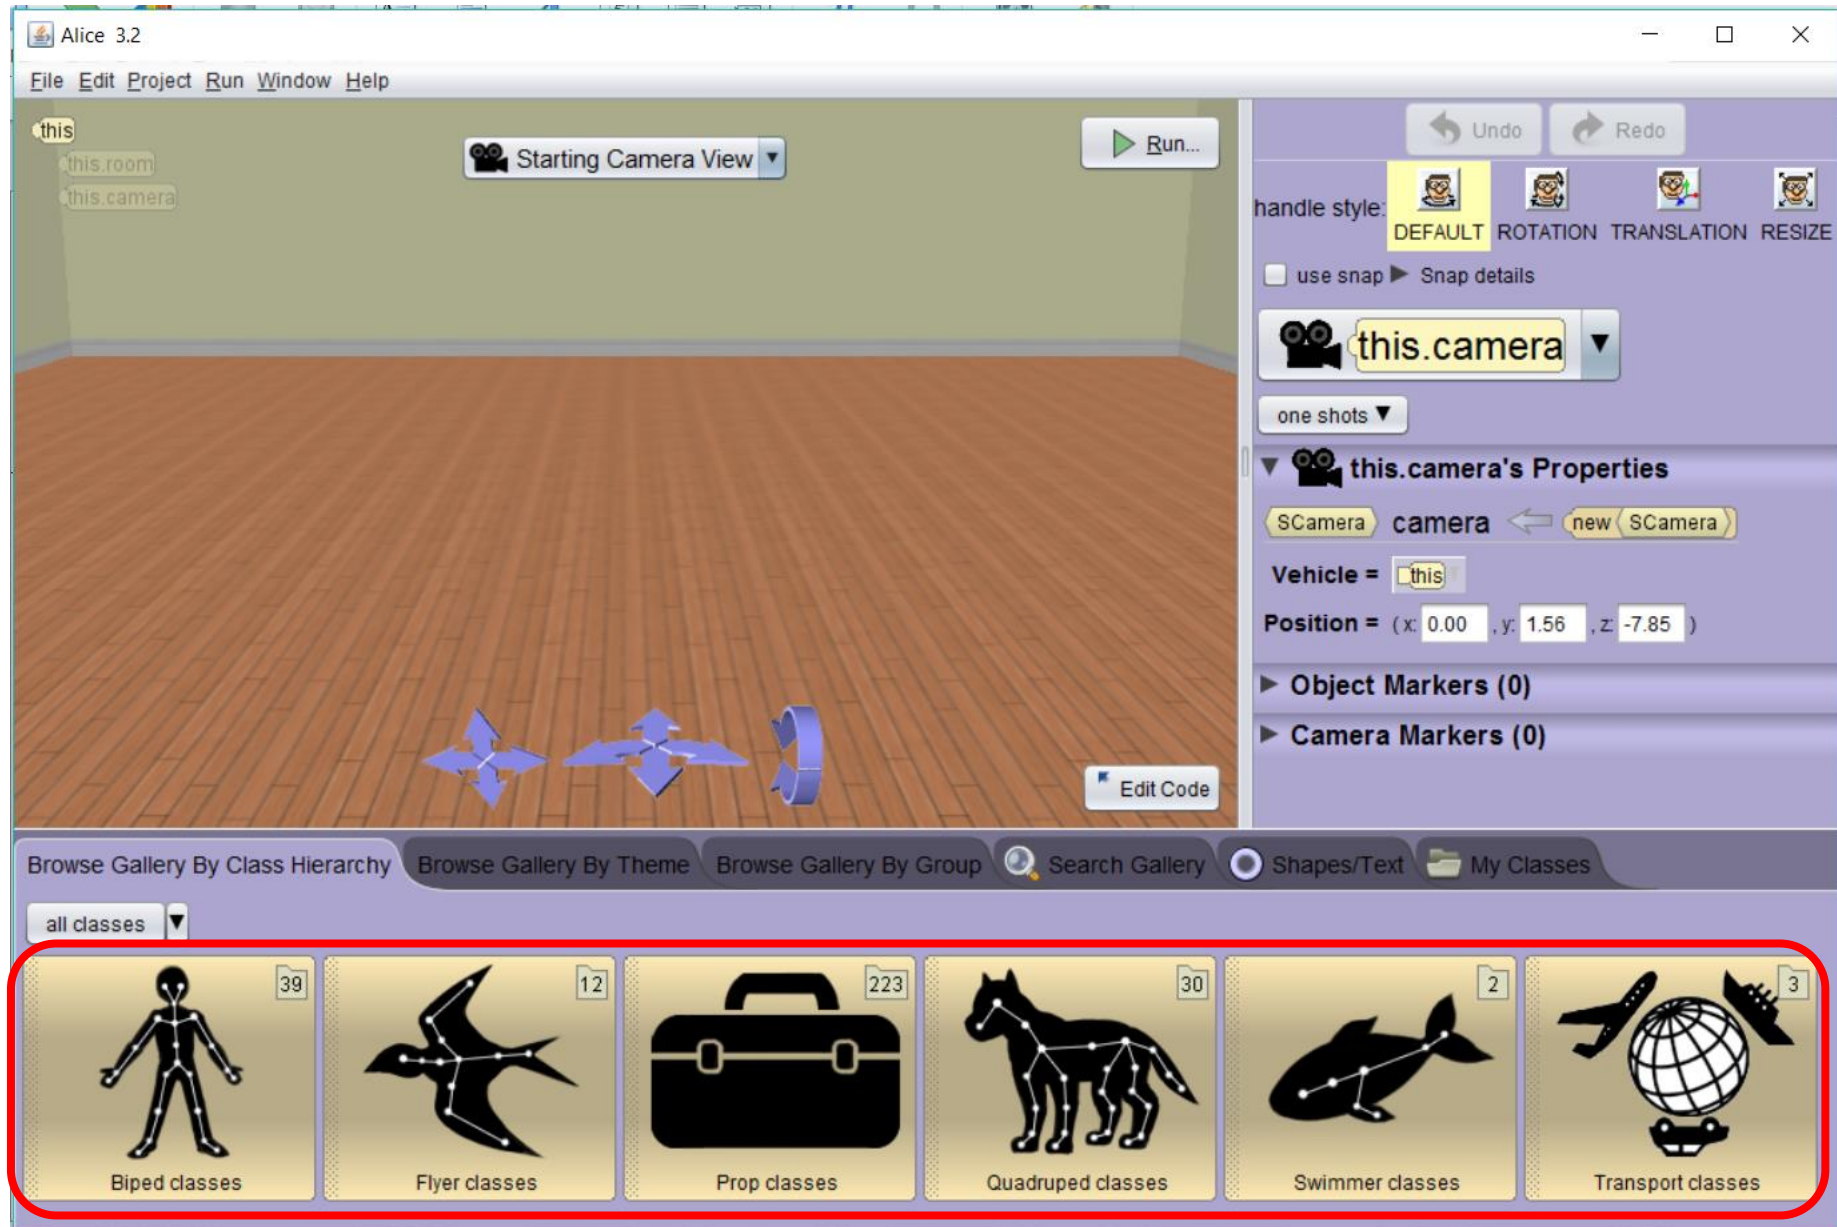 Alice 3.2
File Edit Project Run Window Help
this
this.room
this.camera
Starting Camera View
Run...
Undo Redo
handle style:
DEFAULT ROTATION TRANSLATION RESIZE
use snap Snap details
this.camera
one shots
this.camera's Properties
SCamera camera new SCamera
Vehicle = this
Position = ( x: 0.00 , y: 1.56 , z: -7.85 )
Object Markers (0)
Camera Markers (0)
Edit Code
Browse Gallery By Class Hierarchy Browse Gallery By Theme Browse Gallery By Group Search Gallery Shapes/Text My Classes
all classes
39 12 223 30 2 3
Biped classes Flyer classes Prop classes Quadruped classes Swimmer classes Transport classes